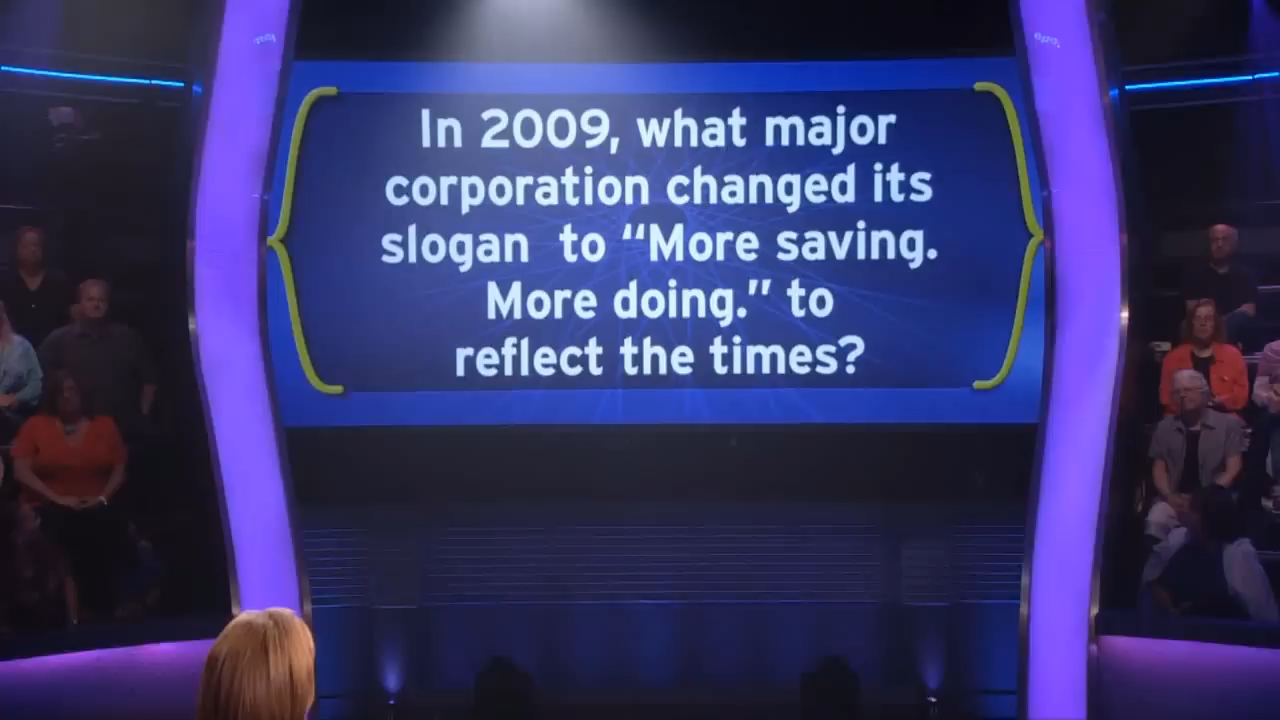 In 2009, what major
corporation changed its
slogan to “More saving.
More doing.” to
reflect the times?